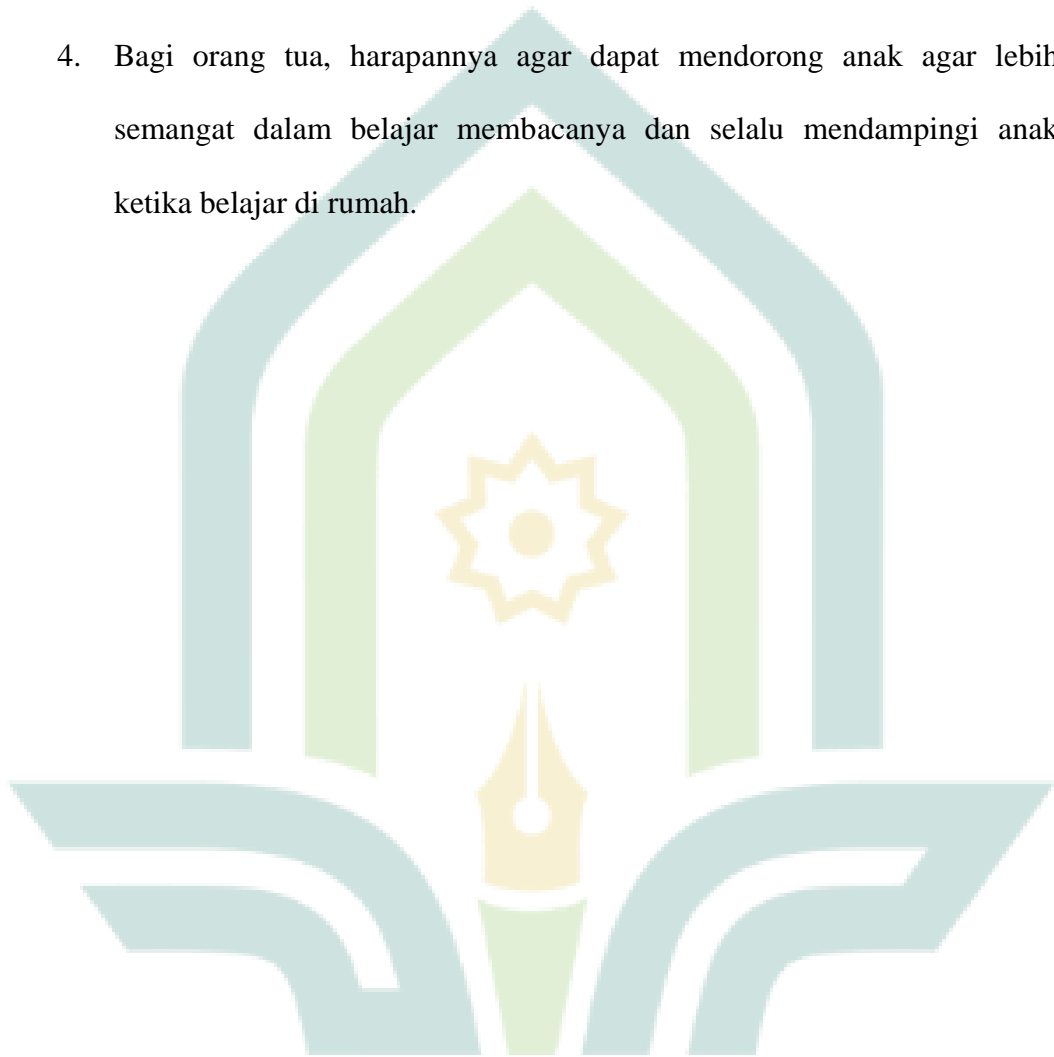 4. Bagi orang tua, harapannya agar dapat mendorong anak agar lebih
semangat dalam belajar membacanya dan selalu mendampingi anak
ketika belajar di rumah.